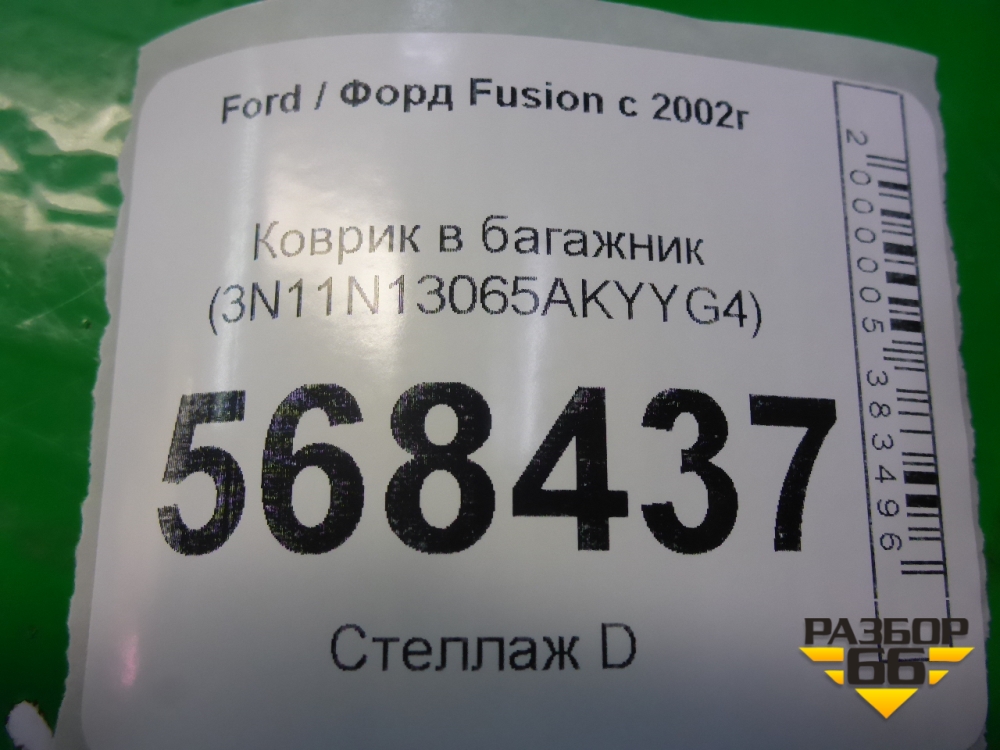 Ford / Форд Fusion с 2002г
Коврик в багажник
(3N11N13065AKYYG4)
568437
Стеллаж D
2000005383496
РАЗБОР
66